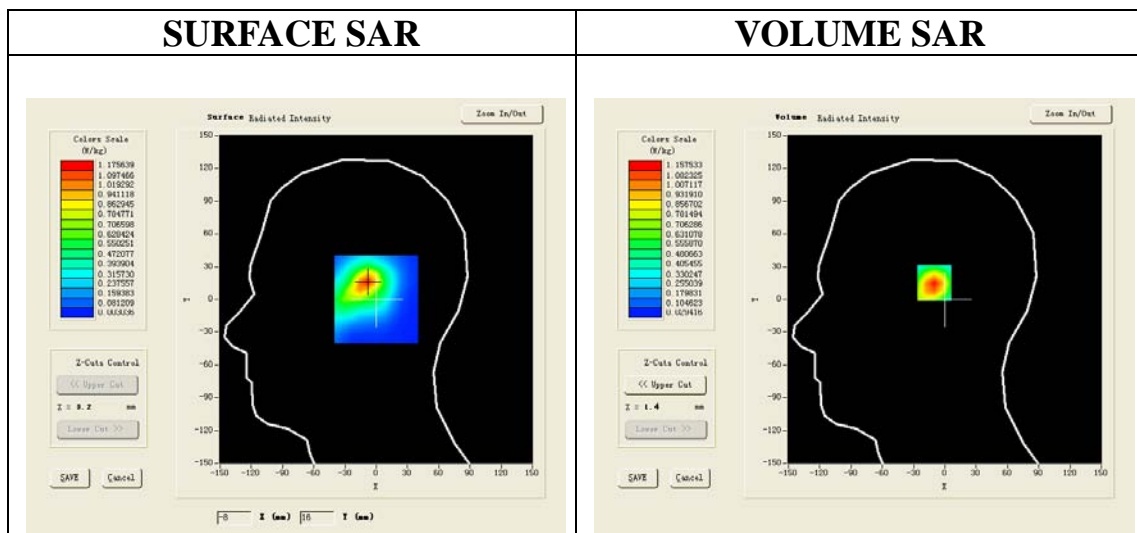 SURFACE SAR
VOLUME SAR
Surface Radiated Intensity
Zoom In/Out
Colors Scale
(W/kg)
1.175639
1.097466
1.019292
0.941118
0.862945
0.784771
0.706598
0.628424
0.550251
0.472077
0.393904
0.315730
0.237557
0.159383
0.081209
0.003036
150
120
90
60
30
0
-30
-60
-90
-120
-150
Y
-150 -120 -90 -60 -30 0 30 60 90 120 150
X
Z-Cuts Control
<< Upper Cut
mm
Lower Cut >>
SAVE Cancel
-8 X (mm) 16 Y (mm)
Volume Radiated Intensity
Zoom In/Out
Colors Scale
(W/kg)
1.157533
1.082325
1.007117
0.931910
0.856702
0.781494
0.706286
0.631078
0.555870
0.480663
0.405455
0.330247
0.255039
0.179831
0.104623
0.029416
150
120
90
60
30
0
-30
-60
-90
-120
-150
Y
-150 -120 -90 -60 -30 0 30 60 90 120 150
X
Z-Cuts Control
<< Upper Cut
Z = 1.4 mm
Lower Cut >>
SAVE Cancel